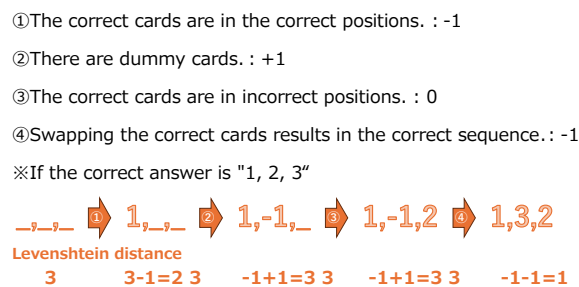 ①The correct cards are in the correct positions. : -1
②There are dummy cards. : +1
③The correct cards are in incorrect positions. : 0
④Swapping the correct cards results in the correct sequence.: -1
※If the correct answer is "1, 2, 3“
_,_,_ ① 1,_,_ ② 1,-1,_ ③ 1,-1,2 ④ 1,3,2
Levenshtein distance
3 3-1=2 3 -1+1=3 3 -1+1=3 3 -1-1=1